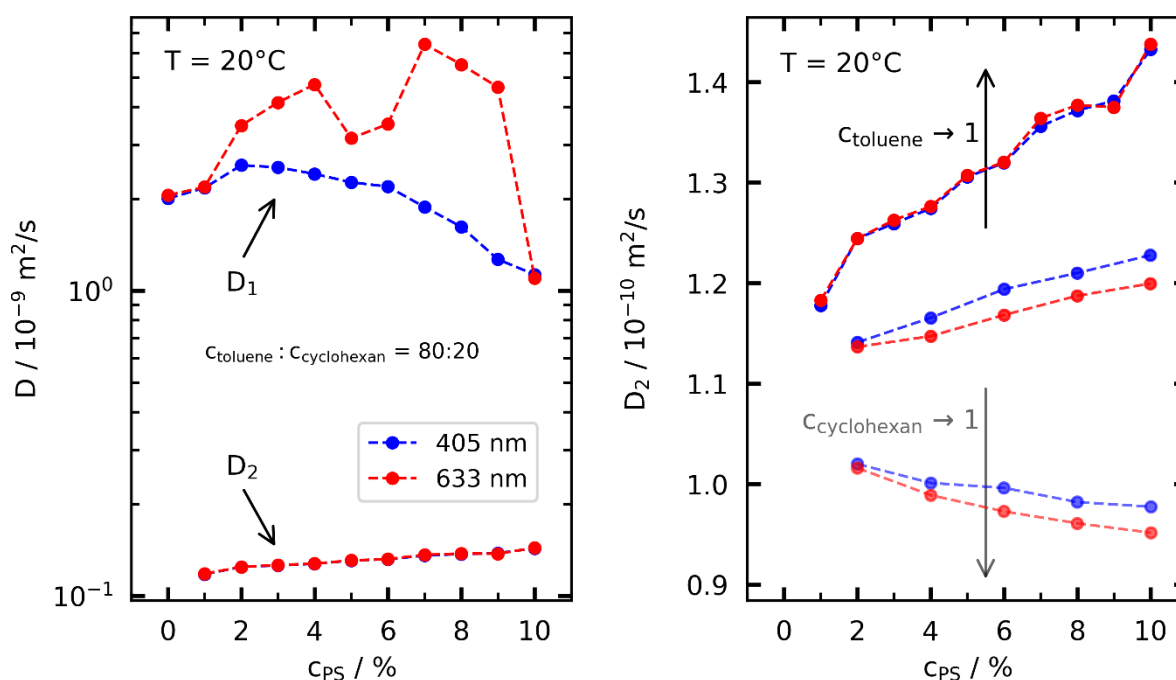 T = 20°C
D₁
c_toluene : c_cyclohexan = 80:20
405 nm
633 nm
D₂
10⁰
10⁻¹
D / 10⁻⁹ m²/s
0 2 4 6 8 10
c_PS / %
T = 20°C
c_toluene → 1
c_cyclohexan → 1
1.4
1.3
1.2
1.1
1.0
0.9
D₂ / 10⁻¹⁰ m²/s
0 2 4 6 8 10
c_PS / %